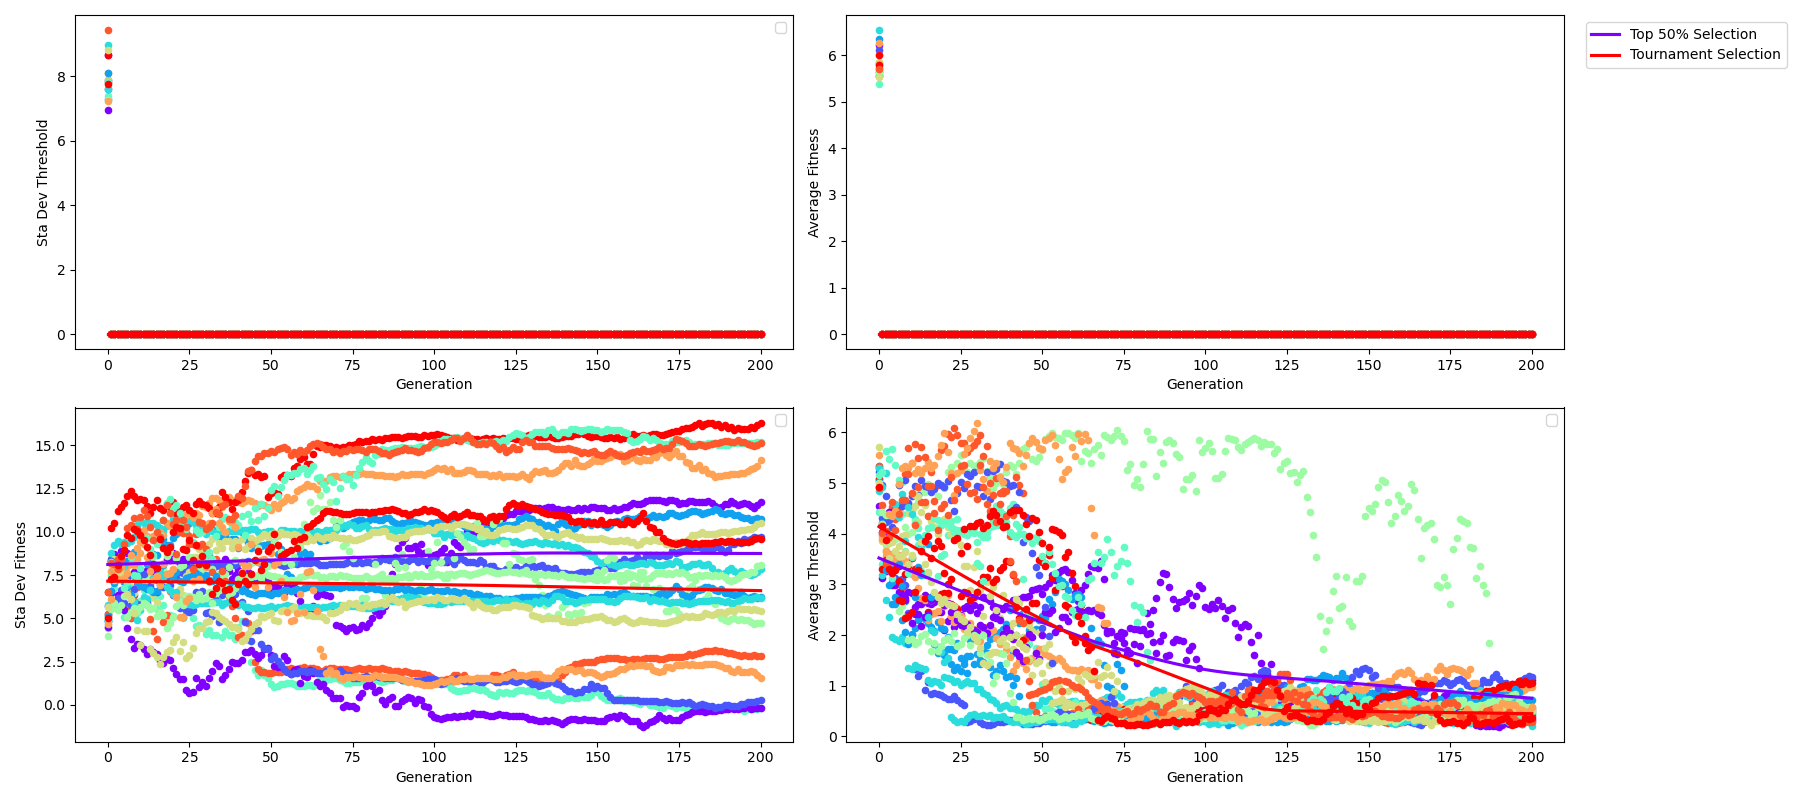 Sta Dev Threshold
8
6
4
2
0
0 25 50 75 100 125 150 175 200
Generation
Average Fitness
6
5
4
3
2
1
0
0 25 50 75 100 125 150 175 200
Generation
Top 50% Selection
Tournament Selection
Sta Dev Fitness
15.0
12.5
10.0
7.5
5.0
2.5
0.0
0 25 50 75 100 125 150 175 200
Generation
Average Threshold
6
5
4
3
2
1
0
0 25 50 75 100 125 150 175 200
Generation